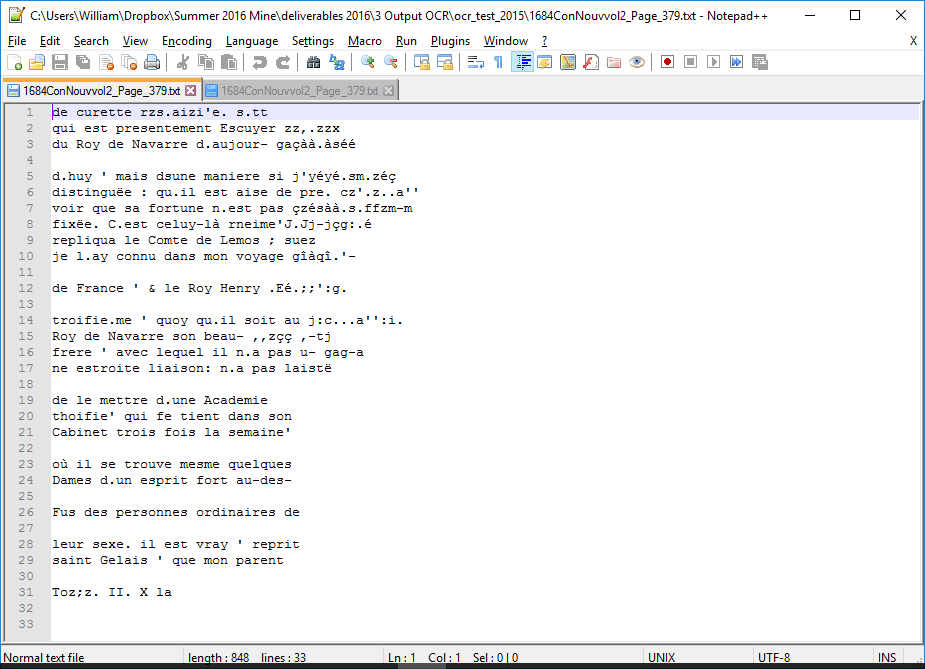 C:\Users\William\Dropbox\Summer 2016 Mine\deliverables 2016\3 Output OCR\ocr_test_2015\1684ConNouvvol2_Page_379.txt - Notepad++
File Edit Search View Encoding Language Settings Macro Run Plugins Window ? X
1684ConNouvvol2_Page_379.txt 1684ConNouvvol2_Page_379.txt
1 de curette rzs.aizi'e. s.tt
2 qui est presentement Escuyer zz,.zzx
3 du Roy de Navarre d.aujour- gaçàà.àséé
4
5 d.huy ' mais dsune maniere si j'yéyé.sm.zéç
6 distinguëe : qu.il est aise de pre. cz'.z..a''
7 voir que sa fortune n.est pas çzésàà.s.ffzm-m
8 fixëe. C.est celuy-là rneime'J.Jj-jçg:.é
9 repliqua le Comte de Lemos ; suez
10 je l.ay connu dans mon voyage gîàqî.'-
11
12 de France ' & le Roy Henry .Eé.;;':g.
13
14 troifie.me ' quoy qu.il soit au j:c...a'':i.
15 Roy de Navarre son beau- ,,zçç ,-tj
16 frere ' avec lequel il n.a pas u- gag-a
17 ne estroite liaison: n.a pas laistë
18
19 de le mettre d.une Academie
20 thoifie' qui fe tient dans son
21 Cabinet trois fois la semaine'
22
23 où il se trouve mesme quelques
24 Dames d.un esprit fort au-des-
25
26 Fus des personnes ordinaires de
27
28 leur sexe. il est vray ' reprit
29 saint Gelais ' que mon parent
30
31 Toz;z. II. X la
32
33
Normal text file length : 848 lines : 33 Ln : 1 Col : 1 Sel : 0 | 0 UNIX UTF-8 INS